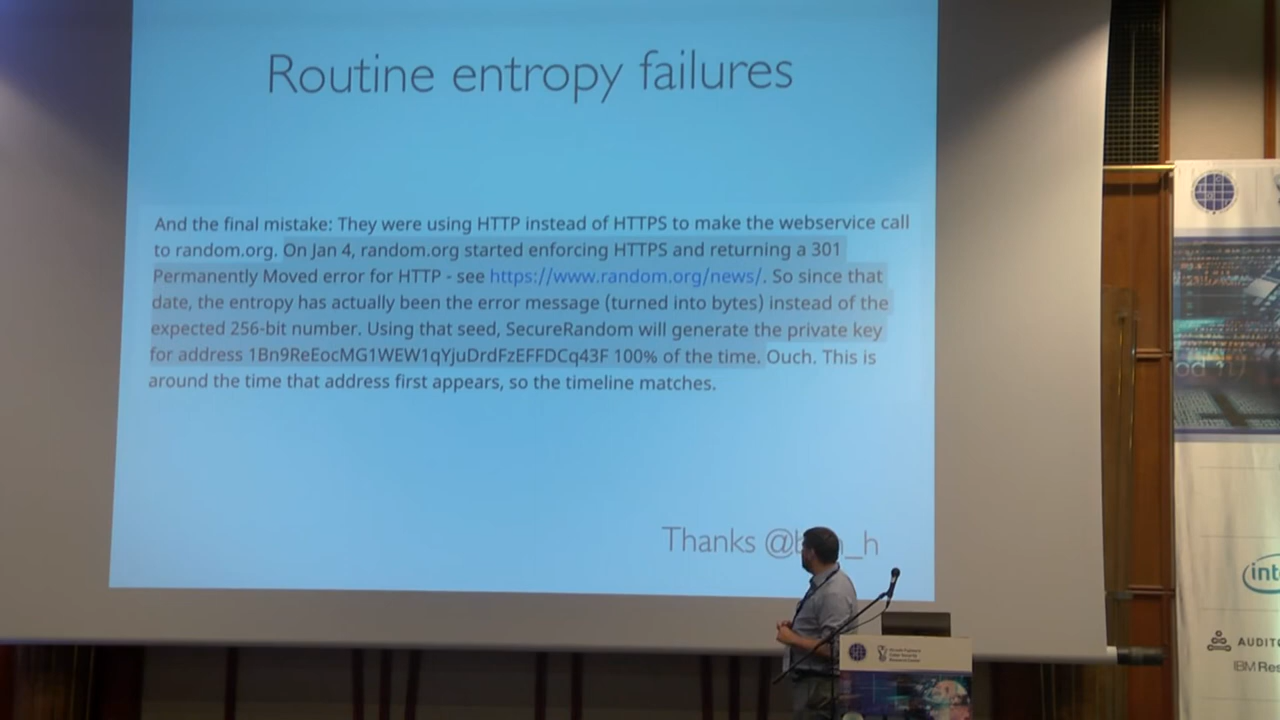 Routine entropy failures
And the final mistake: They were using HTTP instead of HTTPS to make the webservice call
to random.org. On Jan 4, random.org started enforcing HTTPS and returning a 301
Permanently Moved error for HTTP - see https://www.random.org/news/. So since that
date, the entropy has actually been the error message (turned into bytes) instead of the
expected 256-bit number. Using that seed, SecureRandom will generate the private key
for address 1Bn9ReEocMG1WEW1qYjuDrdFzEFFDCq43F 100% of the time. Ouch. This is
around the time that address first appears, so the timeline matches.
Thanks
int
AUDITO
IBM Res